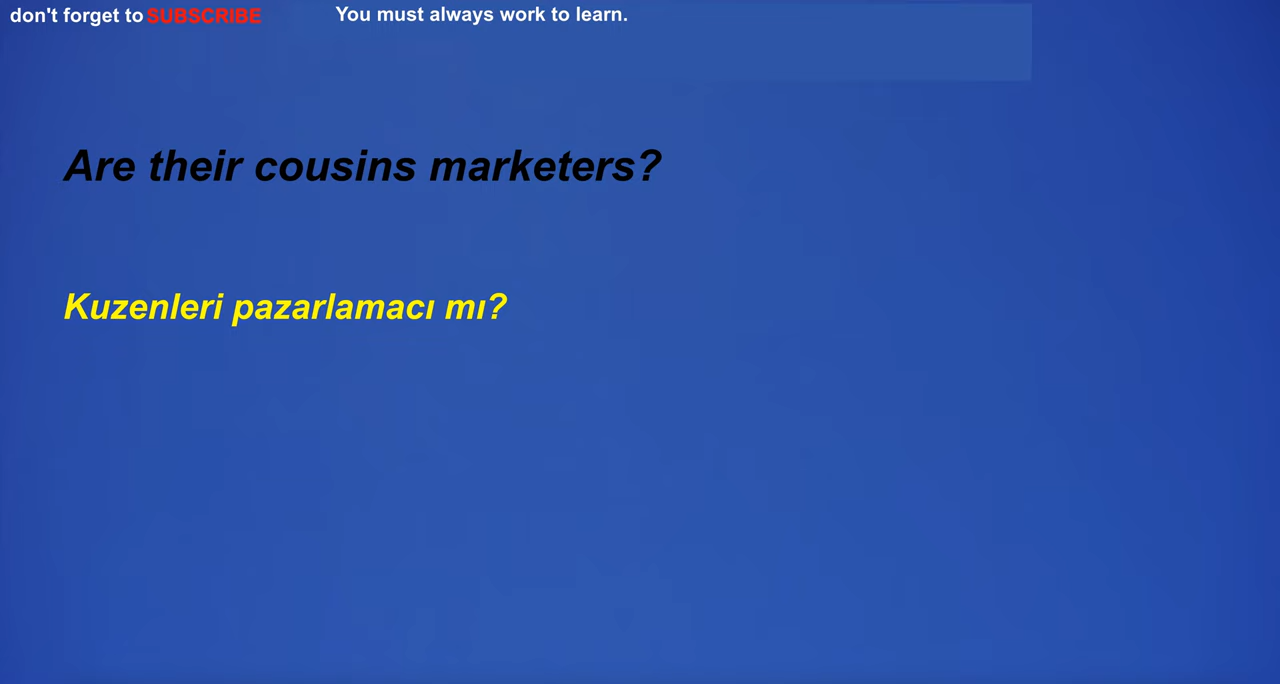 don't forget to SUBSCRIBE You must always work to learn.
Are their cousins marketers?
Kuzenleri pazarlamacı mı?